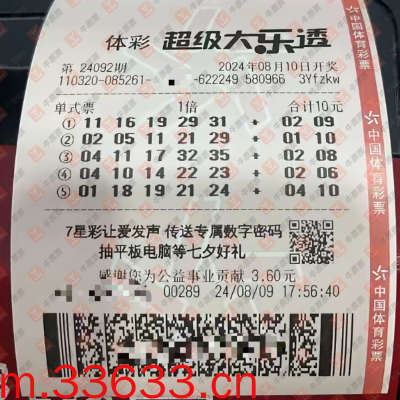 体彩 超级大乐透
第 24092期 2024年08月10日开奖
110320-085261- -622249 580966 3Yfzkw
单式票 1倍 合计10元
① 11 16 19 29 31 + 02 09
② 02 05 11 21 29 + 01 10
③ 04 11 17 32 35 + 02 08
④ 04 10 14 22 23 + 02 06
⑤ 01 18 19 21 24 + 04 10
7星彩让爱发声 传送专属数字密码
抽平板电脑等七夕好礼
感谢您为公益事业贡献 3.60元
00289 24/08/09 17:56:40
中国体育彩票
中国体育彩票
中国体育彩票
m.33633.cn